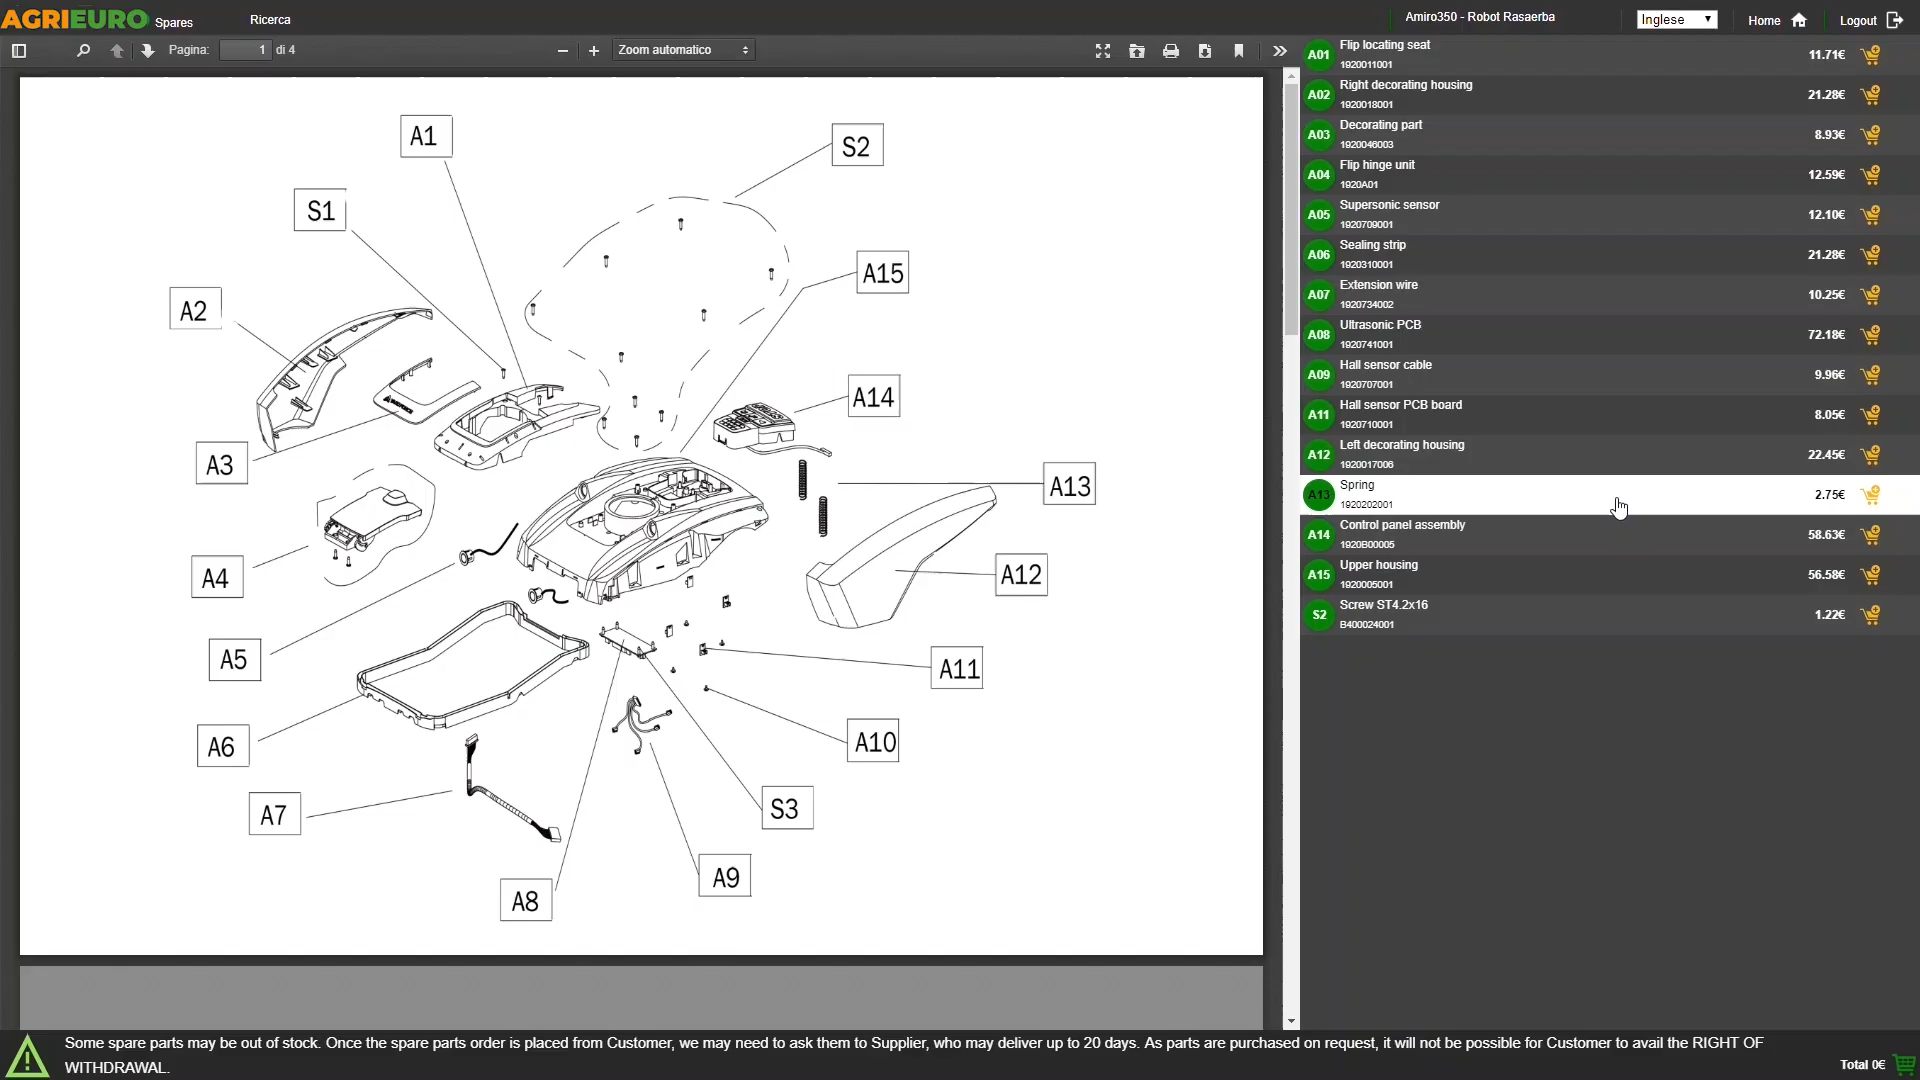 AGRIEURO Spares
Ricerca
Amiro350 - Robot Rasaerba
Inglese
Home
Logout
Pagina:
1
di 4
Zoom automatico
A1
S2
S1
A15
A2
A14
A3
A13
A4
A12
A5
A11
A6
A10
A7
S3
A9
A8
A01
Flip locating seat
1920011001
11.71€
A02
Right decorating housing
1920018001
21.28€
A03
Decorating part
1920046003
8.93€
A04
Flip hinge unit
1920A01
12.59€
A05
Supersonic sensor
1920709001
12.10€
A06
Sealing strip
1920310001
21.28€
A07
Extension wire
1920734002
10.25€
A08
Ultrasonic PCB
1920741001
72.18€
A09
Hall sensor cable
1920707001
9.96€
A11
Hall sensor PCB board
1920710001
8.05€
A12
Left decorating housing
1920017006
22.45€
A13
Spring
1920202001
2.75€
A14
Control panel assembly
1920B00005
58.63€
A15
Upper housing
1920005001
56.58€
S2
Screw ST4.2x16
B400024001
1.22€
Some spare parts may be out of stock. Once the spare parts order is placed from Customer, we may need to ask them to Supplier, who may deliver up to 20 days. As parts are purchased on request, it will not be possible for Customer to avail the RIGHT OF
WITHDRAWAL.
Total 0€